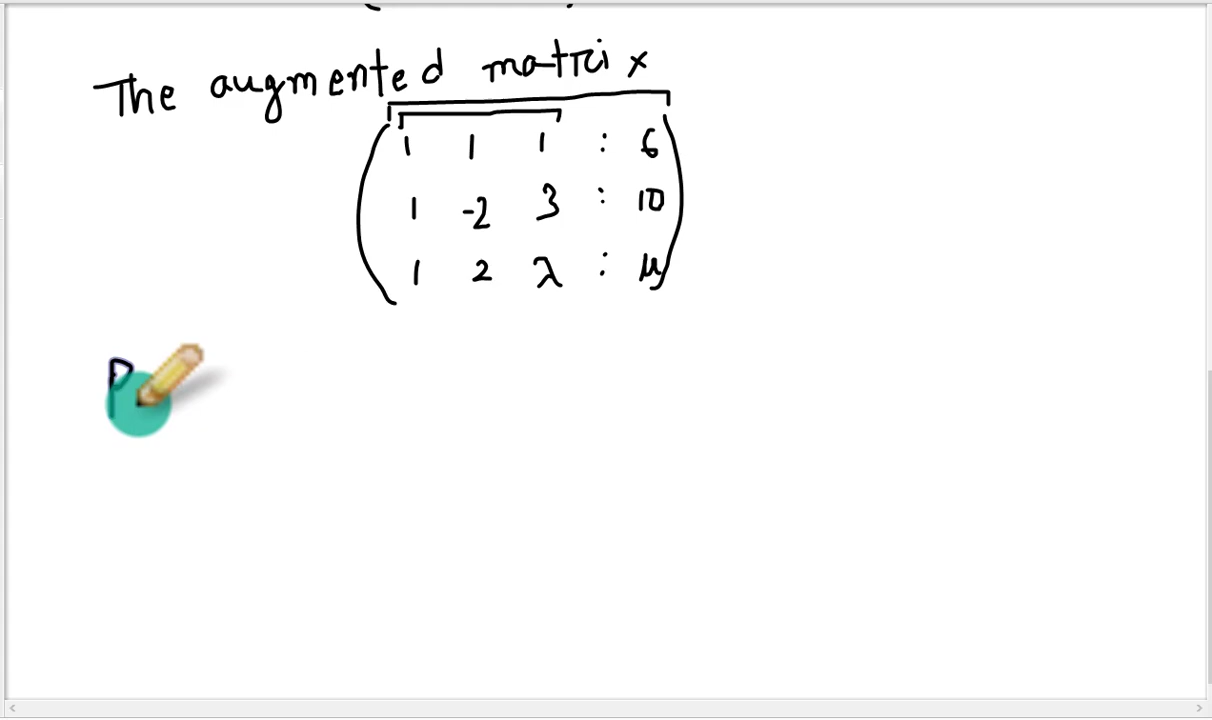 The augmented matrix
1 1 1 : 6
1 -2 3 : 10
1 2 λ : μ
P